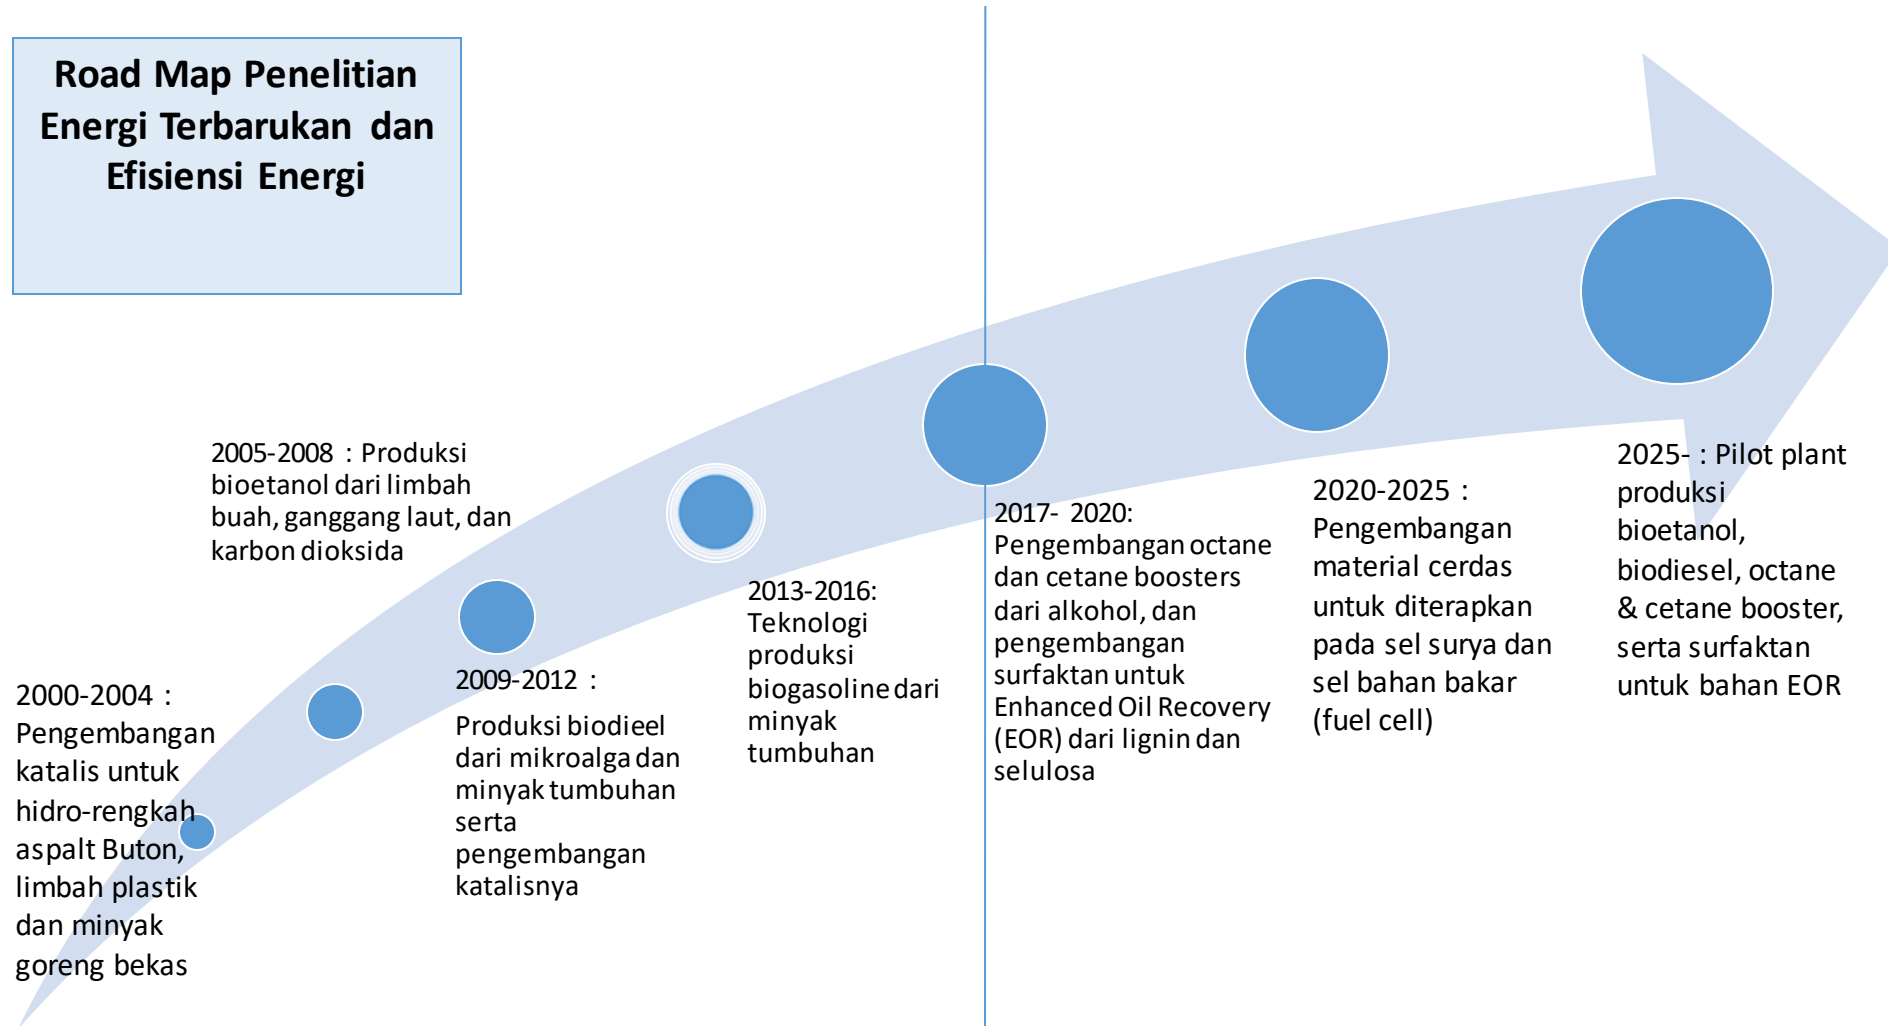 Road Map Penelitian
Energi Terbarukan dan
Efisiensi Energi
2000-2004 :
Pengembangan
katalis untuk
hidro-rengkah
aspalt Buton,
limbah plastik
dan minyak
goreng bekas
2005-2008 : Produksi
bioetanol dari limbah
buah, ganggang laut, dan
karbon dioksida
2009-2012 :
Produksi biodieel
dari mikroalga dan
minyak tumbuhan
serta
pengembangan
katalisnya
2013-2016:
Teknologi
produksi
biogasoline dari
minyak
tumbuhan
2017- 2020:
Pengembangan octane
dan cetane boosters
dari alkohol, dan
pengembangan
surfaktan untuk
Enhanced Oil Recovery
(EOR) dari lignin dan
selulosa
2020-2025 :
Pengembangan
material cerdas
untuk diterapkan
pada sel surya dan
sel bahan bakar
(fuel cell)
2025- : Pilot plant
produksi
bioetanol,
biodiesel, octane
& cetane booster,
serta surfaktan
untuk bahan EOR